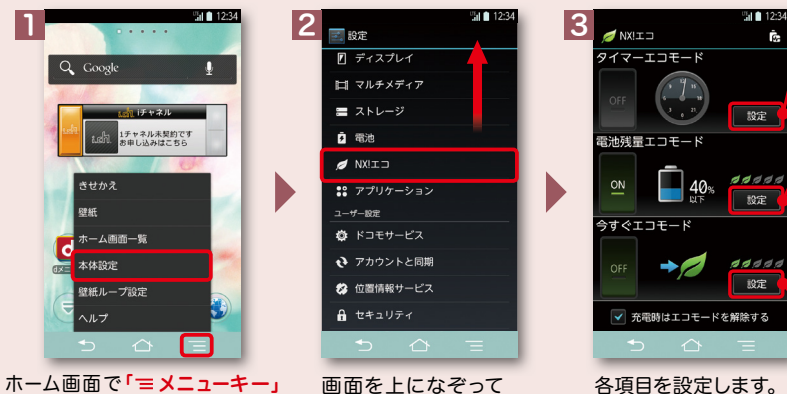 1
12:34
Google
iチャネル
1チャネル未契約です
お申し込みはこちら
きせかえ
壁紙
ホーム画面一覧
本体設定
壁紙ループ設定
ヘルプ
ホーム画面で「メニューキー」
2
12:34
設定
ディスプレイ
マルチメディア
ストレージ
電池
NX!エコ
アプリケーション
ユーザー設定
ドコモサービス
アカウントと同期
位置情報サービス
セキュリティ
画面を上になぞって
3
12:34
NX!エコ
タイマーエコモード
OFF
設定
電池残量エコモード
ON
40%
以下
設定
今すぐエコモード
OFF
設定
充電時はエコモードを解除する
各項目を設定します。